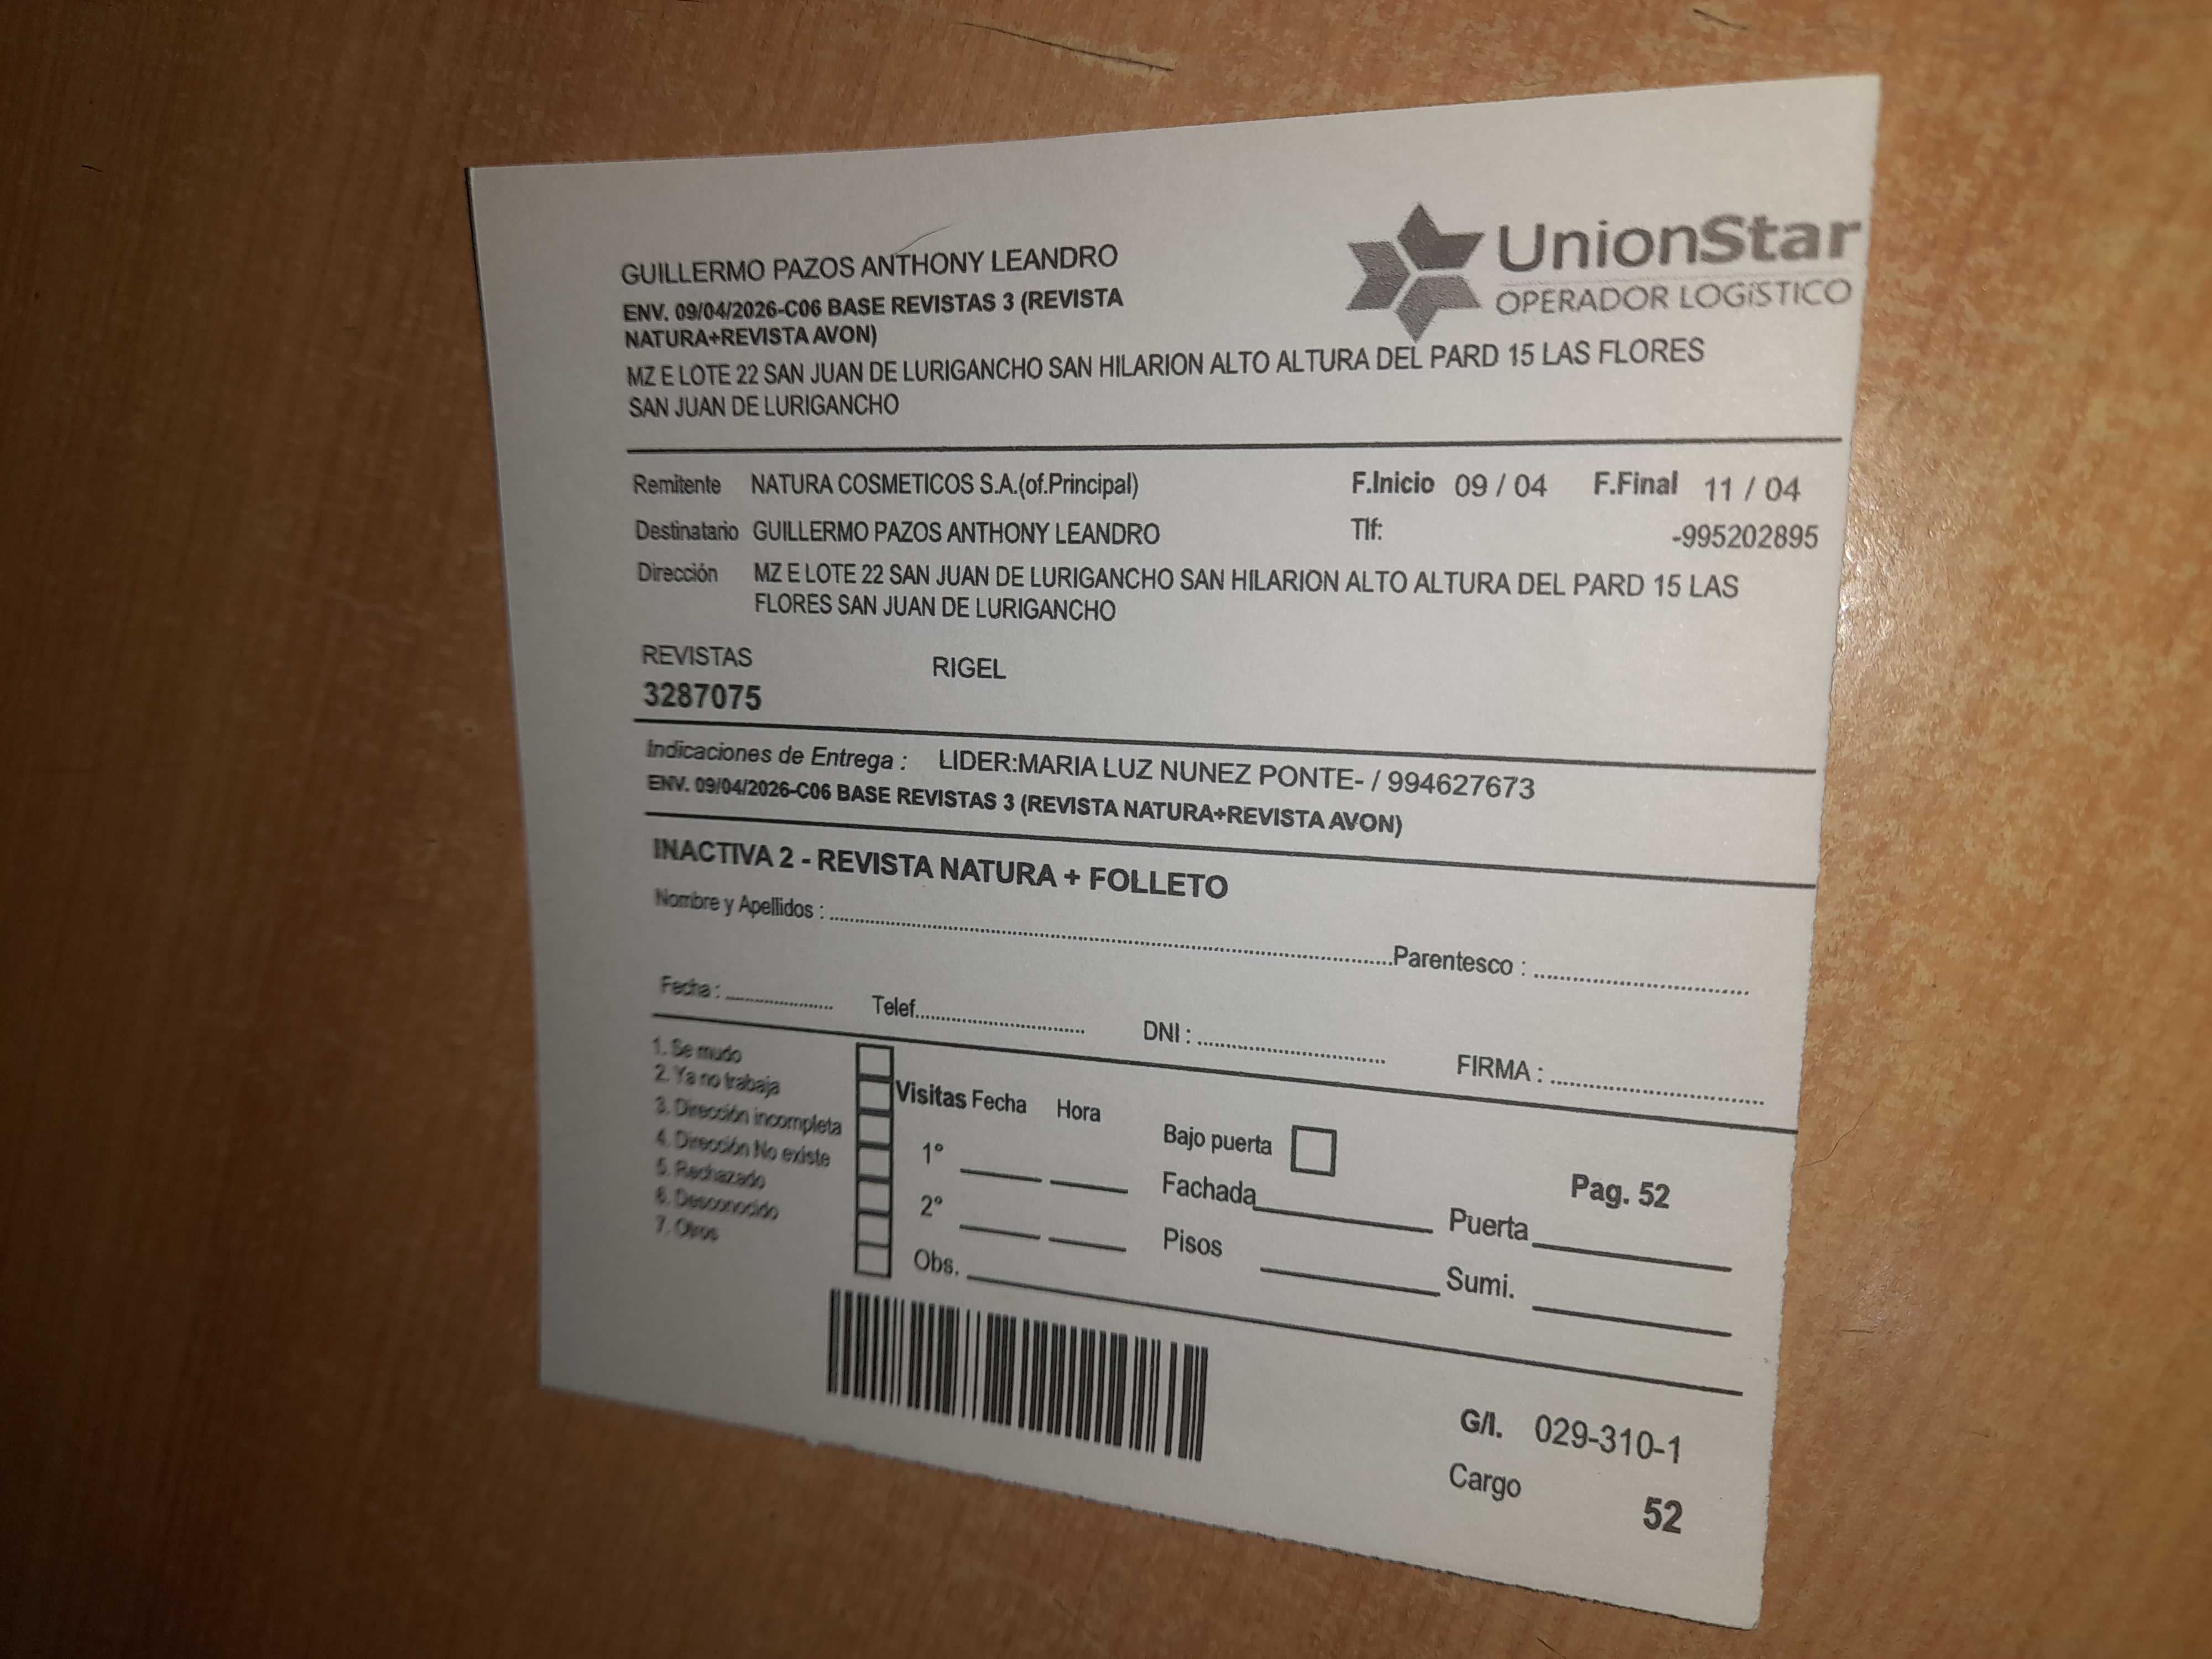 GUILLERMO PAZOS ANTHONY LEANDRO
ENV. 09/04/2026-C06 BASE REVISTAS 3 (REVISTA
NATURA+REVISTA AVON)
UnionStar
OPERADOR LOGíSTICO
MZ E LOTE 22 SAN JUAN DE LURIGANCHO SAN HILARION ALTO ALTURA DEL PARD 15 LAS FLORES
SAN JUAN DE LURIGANCHO
Remitente NATURA COSMETICOS S.A.(of.Principal) F.Inicio 09 / 04 F.Final 11 / 04
Destinatario GUILLERMO PAZOS ANTHONY LEANDRO Tlf: -995202895
Dirección MZ E LOTE 22 SAN JUAN DE LURIGANCHO SAN HILARION ALTO ALTURA DEL PARD 15 LAS
FLORES SAN JUAN DE LURIGANCHO
REVISTAS RIGEL
3287075
Indicaciones de Entrega : LIDER:MARIA LUZ NUNEZ PONTE- / 994627673
ENV. 09/04/2026-C06 BASE REVISTAS 3 (REVISTA NATURA+REVISTA AVON)
INACTIVA 2 - REVISTA NATURA + FOLLETO
Nombre y Apellidos : Parentesco :
Fecha : Telef. DNI : FIRMA :
1. Se mudo
2. Ya no trabaja
3. Dirección incompleta
4. Dirección No existe
5. Rechazado
6. Desconocido
7. Otros
Visitas Fecha Hora
1°
2°
Obs.
Bajo puerta
Fachada Puerta
Pisos Sumi.
Pag. 52
G/I. 029-310-1
Cargo 52